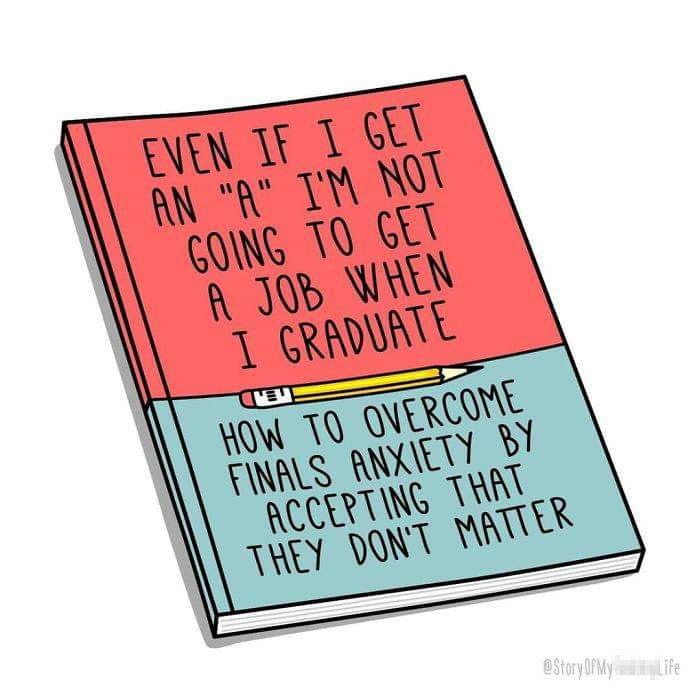 EVEN IF I GET
AN "A" I'M NOT
GOING TO GET
A JOB WHEN
I GRADUATE
HOW TO OVERCOME
FINALS ANXIETY BY
ACCEPTING THAT
THEY DON'T MATTER
@StoryOfMy Life